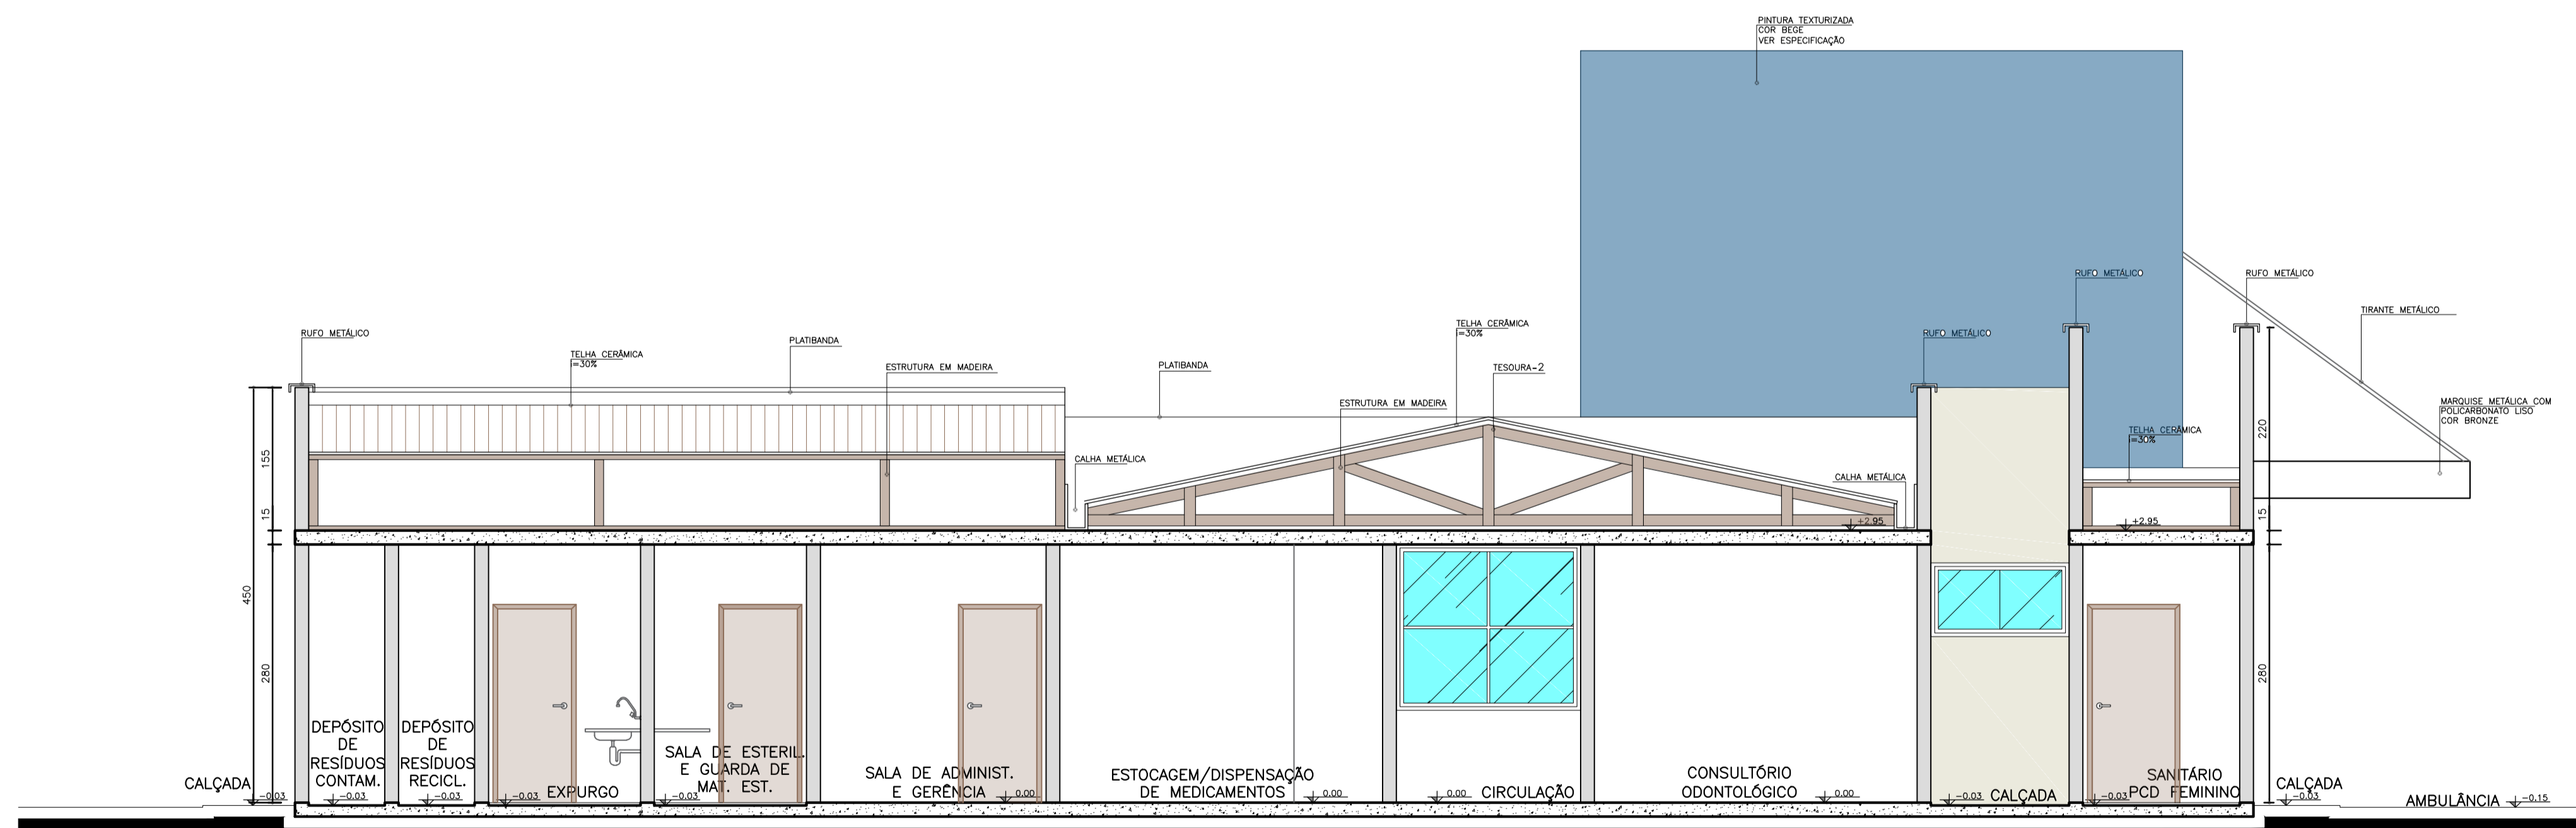 PINTURA TEXTURIZADA
COR BEGE
VER ESPECIFICAÇÃO
RUFO METÁLICO
RUFO METÁLICO
TIRANTE METÁLICO
RUFO METÁLICO
PLATIBANDA
TELHA CERÂMICA
I=30%
RUFO METÁLICO
TELHA CERÂMICA
I=30%
ESTRUTURA EM MADEIRA
PLATIBANDA
TESOURA-2
ESTRUTURA EM MADEIRA
MARQUISE METÁLICA COM
POLICARBONATO LISO
COR BRONZE
TELHA CERÂMICA
I=30%
CALHA METÁLICA
CALHA METÁLICA
155
15
450
280
220
15
280
+2.95
+2.95
CALÇADA
-0.03
DEPÓSITO
DE
RESÍDUOS
CONTAM.
-0.03
DEPÓSITO
DE
RESÍDUOS
RECICL.
-0.03
EXPURGO
-0.03
SALA DE ESTERIL.
E GUARDA DE
MAT. EST.
-0.03
SALA DE ADMINIST.
E GERÊNCIA
0.00
ESTOCAGEM/DISPENSAÇÃO
DE MEDICAMENTOS
0.00
CIRCULAÇÃO
0.00
CONSULTÓRIO
ODONTOLÓGICO
0.00
CALÇADA
-0.03
SANITÁRIO
PCD FEMININO
-0.03
CALÇADA
-0.03
AMBULÂNCIA
-0.15